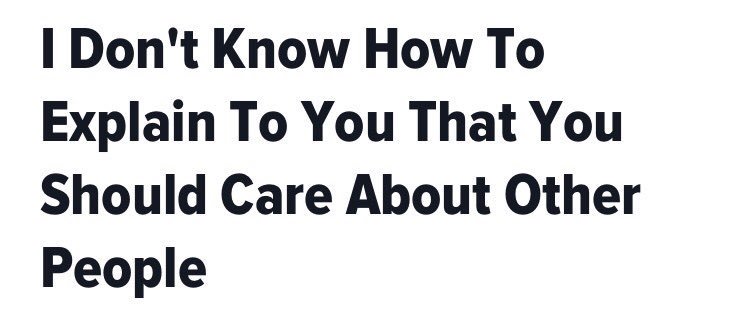 I Don't Know How To
Explain To You That You
Should Care About Other
People